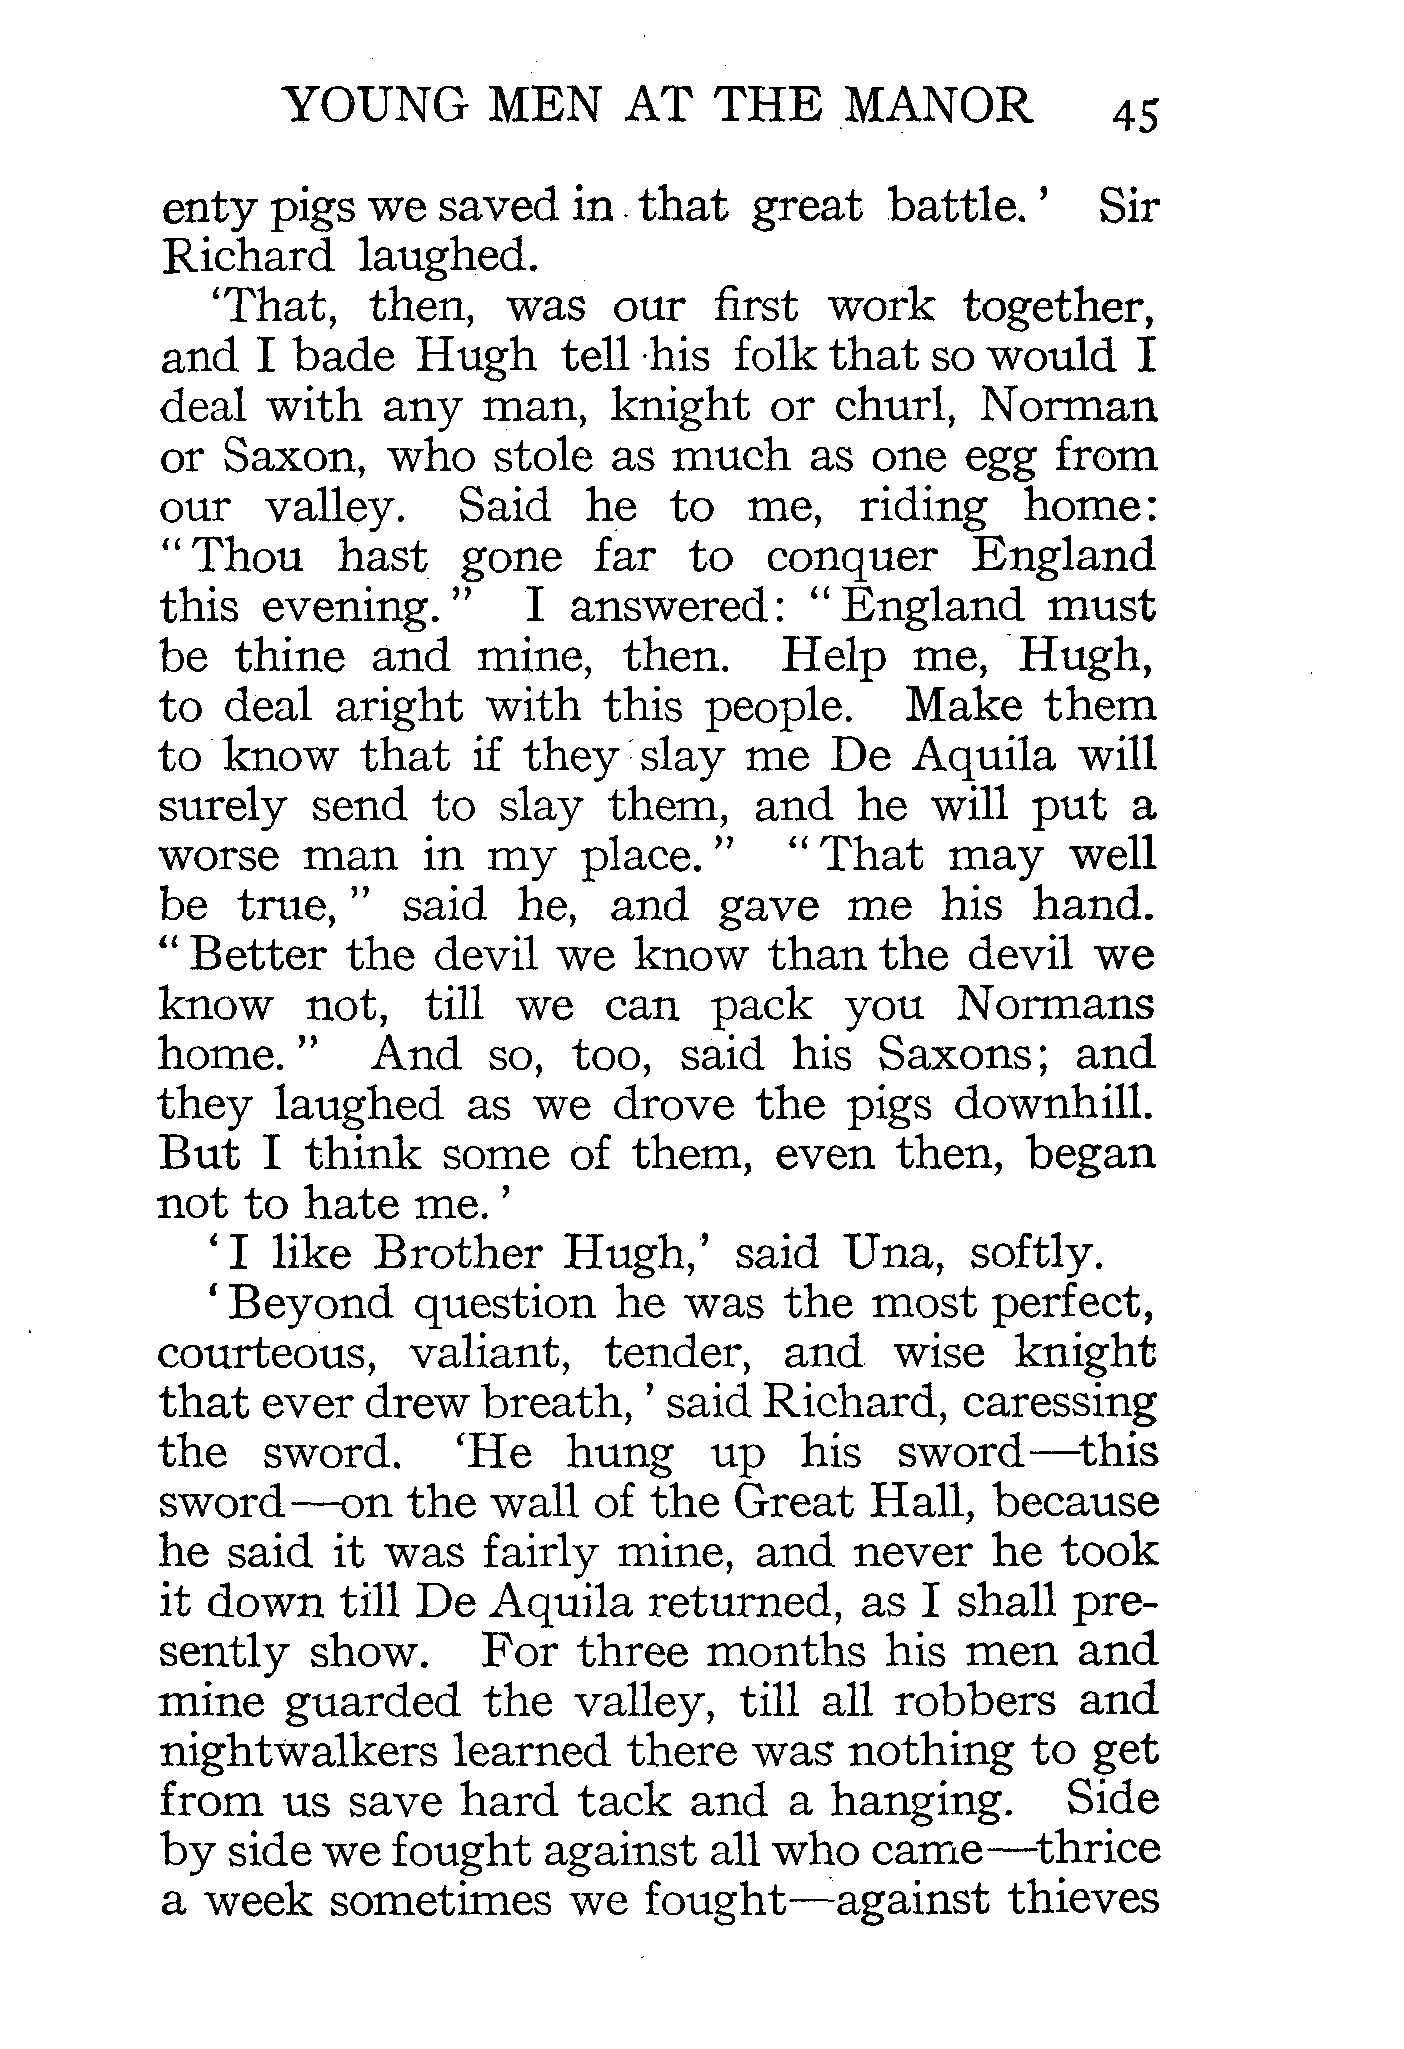 YOUNG MEN AT THE MANOR 45
enty pigs we saved in that great battle.' Sir
Richard laughed.
'That, then, was our first work together,
and I bade Hugh tell his folk that so would I
deal with any man, knight or churl, Norman
or Saxon, who stole as much as one egg from
our valley. Said he to me, riding home:
"Thou hast gone far to conquer England
this evening." I answered: "England must
be thine and mine, then. Help me, Hugh,
to deal aright with this people. Make them
to know that if they slay me De Aquila will
surely send to slay them, and he will put a
worse man in my place." "That may well
be true," said he, and gave me his hand.
"Better the devil we know than the devil we
know not, till we can pack you Normans
home." And so, too, said his Saxons; and
they laughed as we drove the pigs downhill.
But I think some of them, even then, began
not to hate me.'
'I like Brother Hugh,' said Una, softly.
'Beyond question he was the most perfect,
courteous, valiant, tender, and wise knight
that ever drew breath,' said Richard, caressing
the sword. 'He hung up his sword—this
sword—on the wall of the Great Hall, because
he said it was fairly mine, and never he took
it down till De Aquila returned, as I shall pre-
sently show. For three months his men and
mine guarded the valley, till all robbers and
nightwalkers learned there was nothing to get
from us save hard tack and a hanging. Side
by side we fought against all who came—thrice
a week sometimes we fought—against thieves